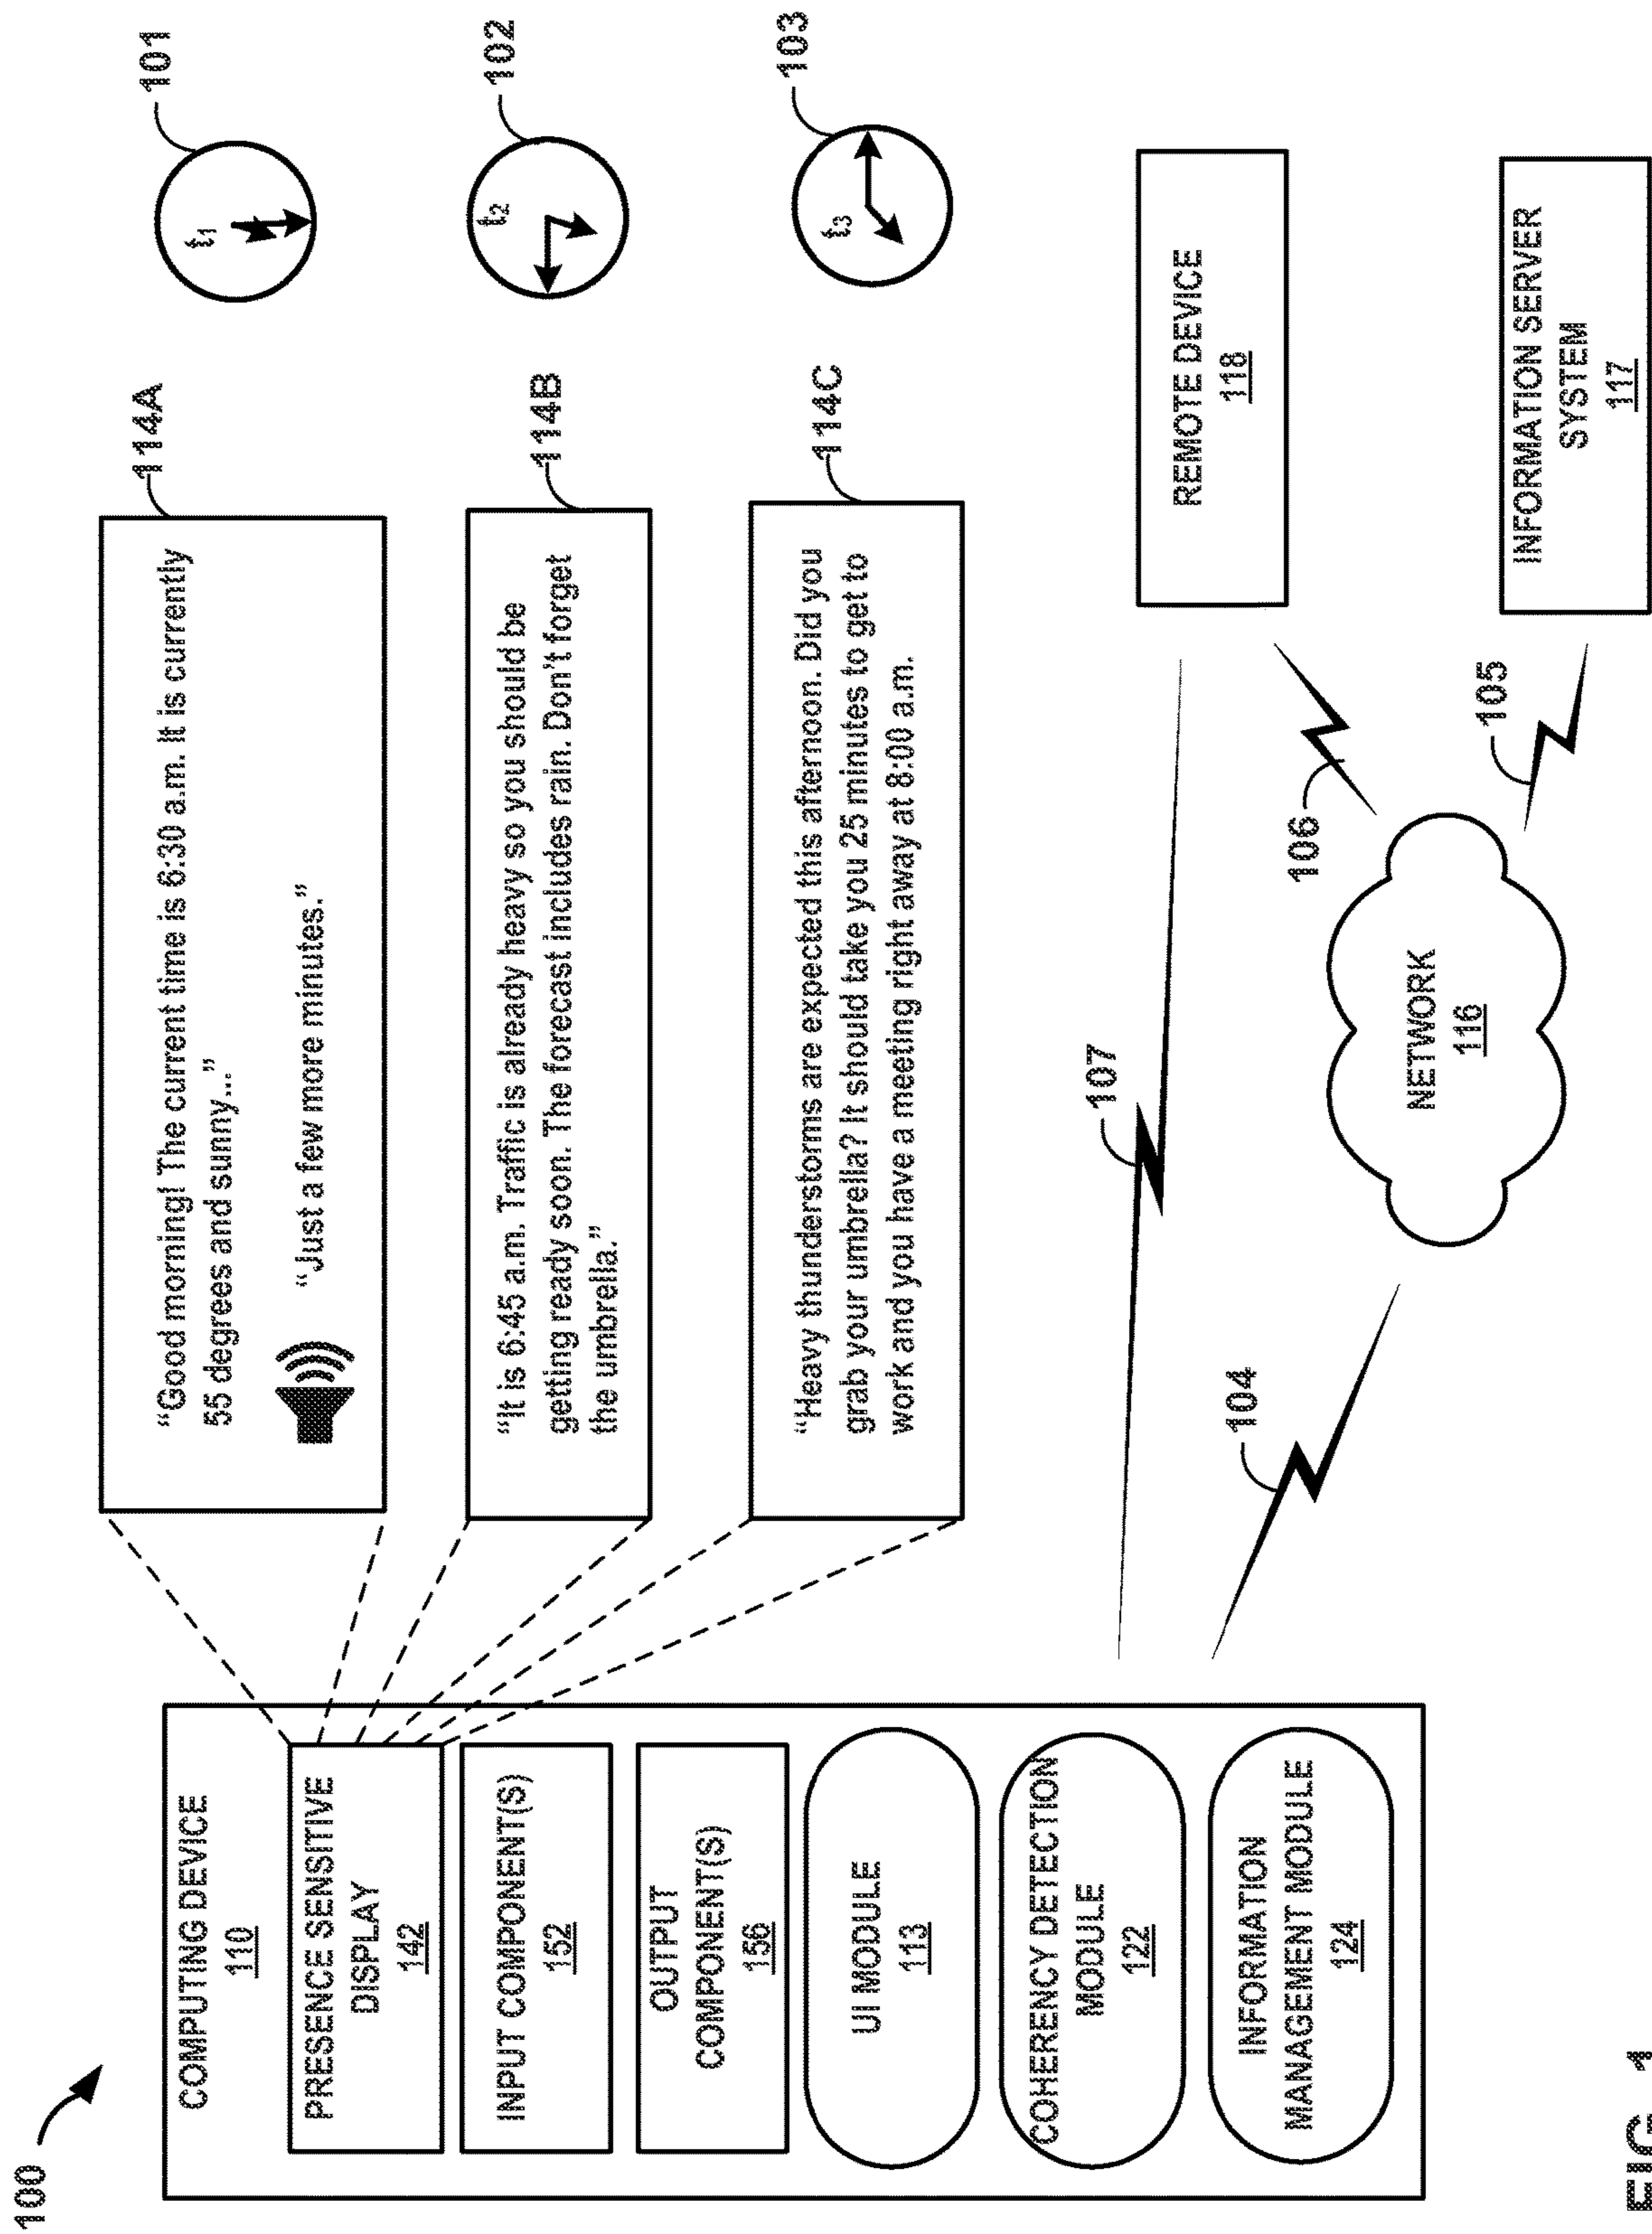 100
COMPUTING DEVICE
110
PRESENCE SENSITIVE
DISPLAY
142
INPUT COMPONENT(S)
152
OUTPUT
COMPONENT(S)
156
UI MODULE
113
COHERENCY DETECTION
MODULE
122
INFORMATION
MANAGEMENT MODULE
124
114A
“Good morning! The current time is 6:30 a.m. It is currently
55 degrees and sunny...”
“Just a few more minutes.”
101
t1
114B
“It is 6:45 a.m. Traffic is already heavy so you should be
getting ready soon. The forecast includes rain. Don't forget
the umbrella.”
102
t2
114C
“Heavy thunderstorms are expected this afternoon. Did you
grab your umbrella? It should take you 25 minutes to get to
work and you have a meeting right away at 8:00 a.m.
103
t3
107
104
106
105
NETWORK
116
REMOTE DEVICE
118
INFORMATION SERVER
SYSTEM
117
FIG. 1